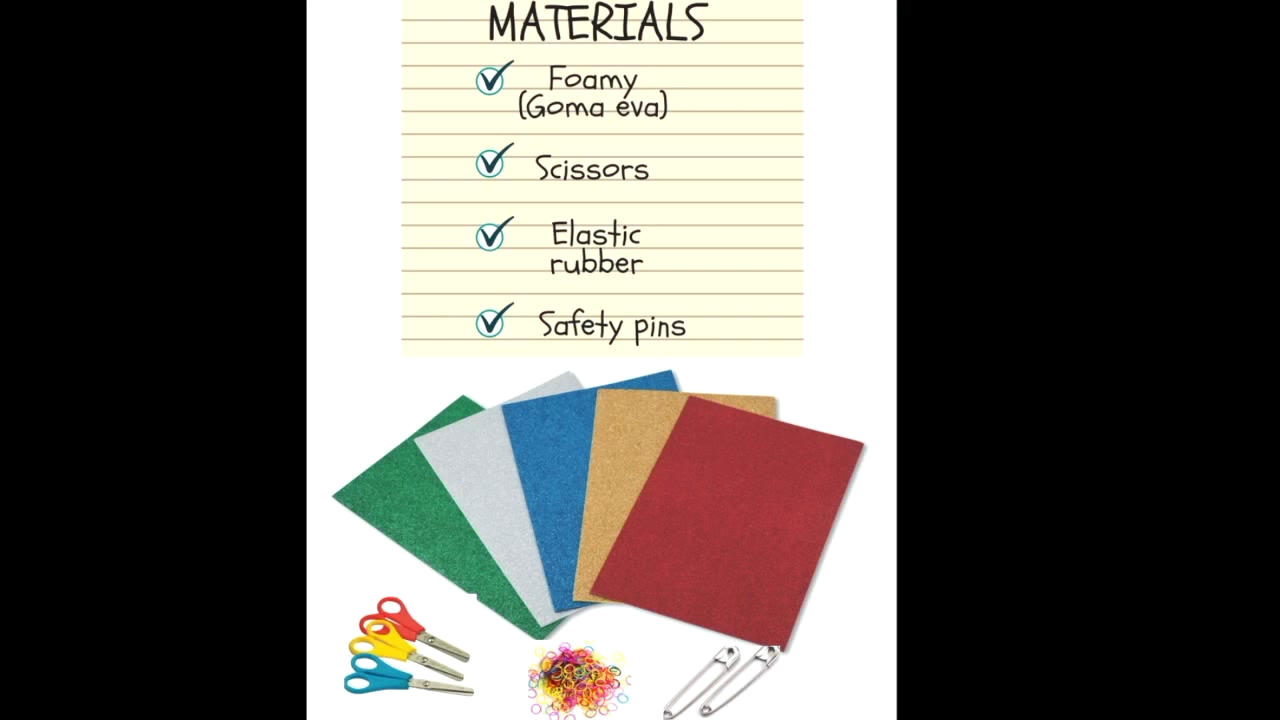 MATERIALS
Foamy
(Goma eva)
Scissors
Elastic
rubber
Safety pins